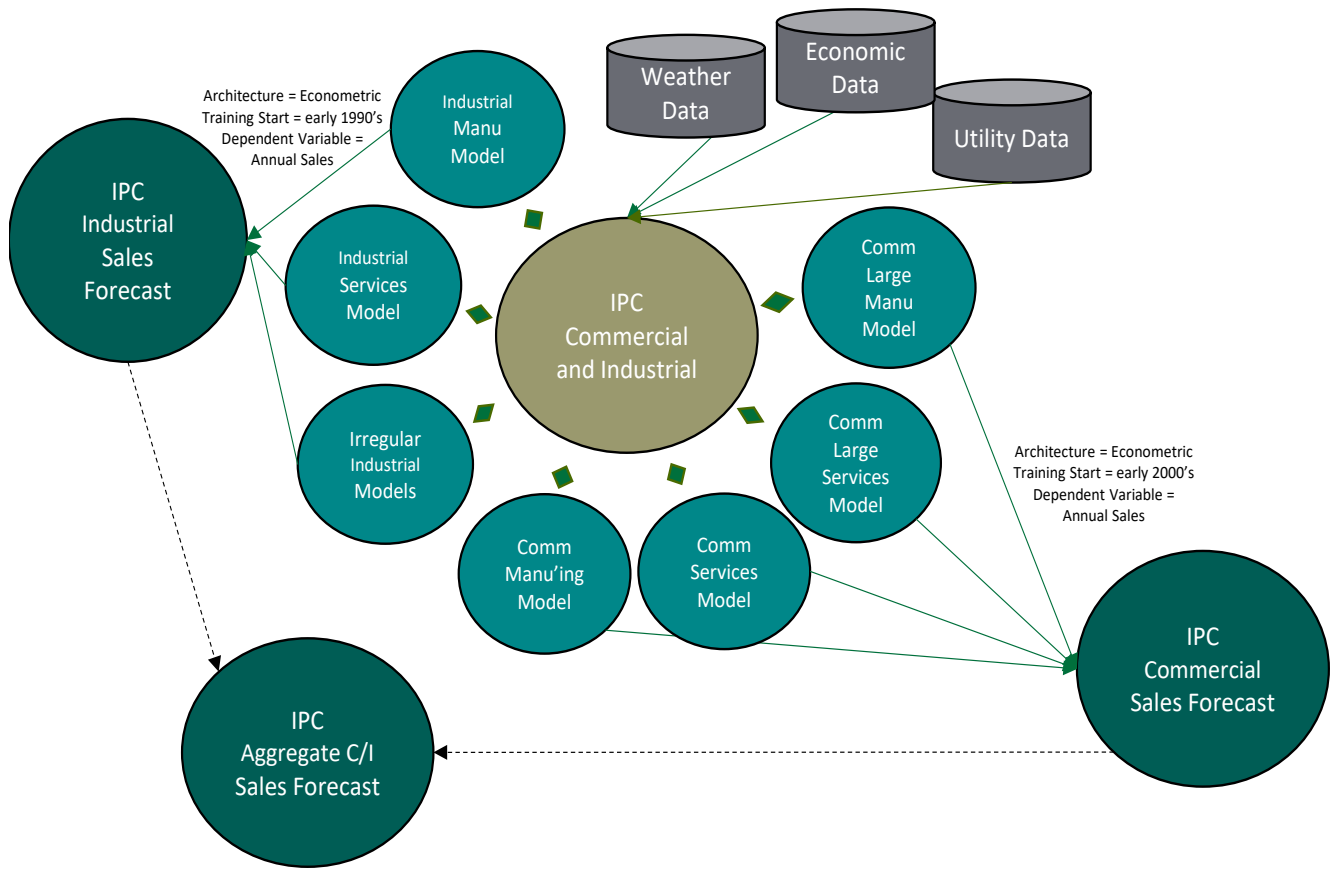 Weather
Data
Economic
Data
Utility Data
Architecture = Econometric
Training Start = early 1990’s
Dependent Variable =
Annual Sales
Industrial
Manu
Model
IPC
Industrial
Sales
Forecast
Industrial
Services
Model
IPC
Commercial
and Industrial
Comm
Large
Manu
Model
Irregular
Industrial
Models
Comm
Large
Services
Model
Architecture = Econometric
Training Start = early 2000’s
Dependent Variable =
Annual Sales
Comm
Manu’ing
Model
Comm
Services
Model
IPC
Commercial
Sales Forecast
IPC
Aggregate C/I
Sales Forecast